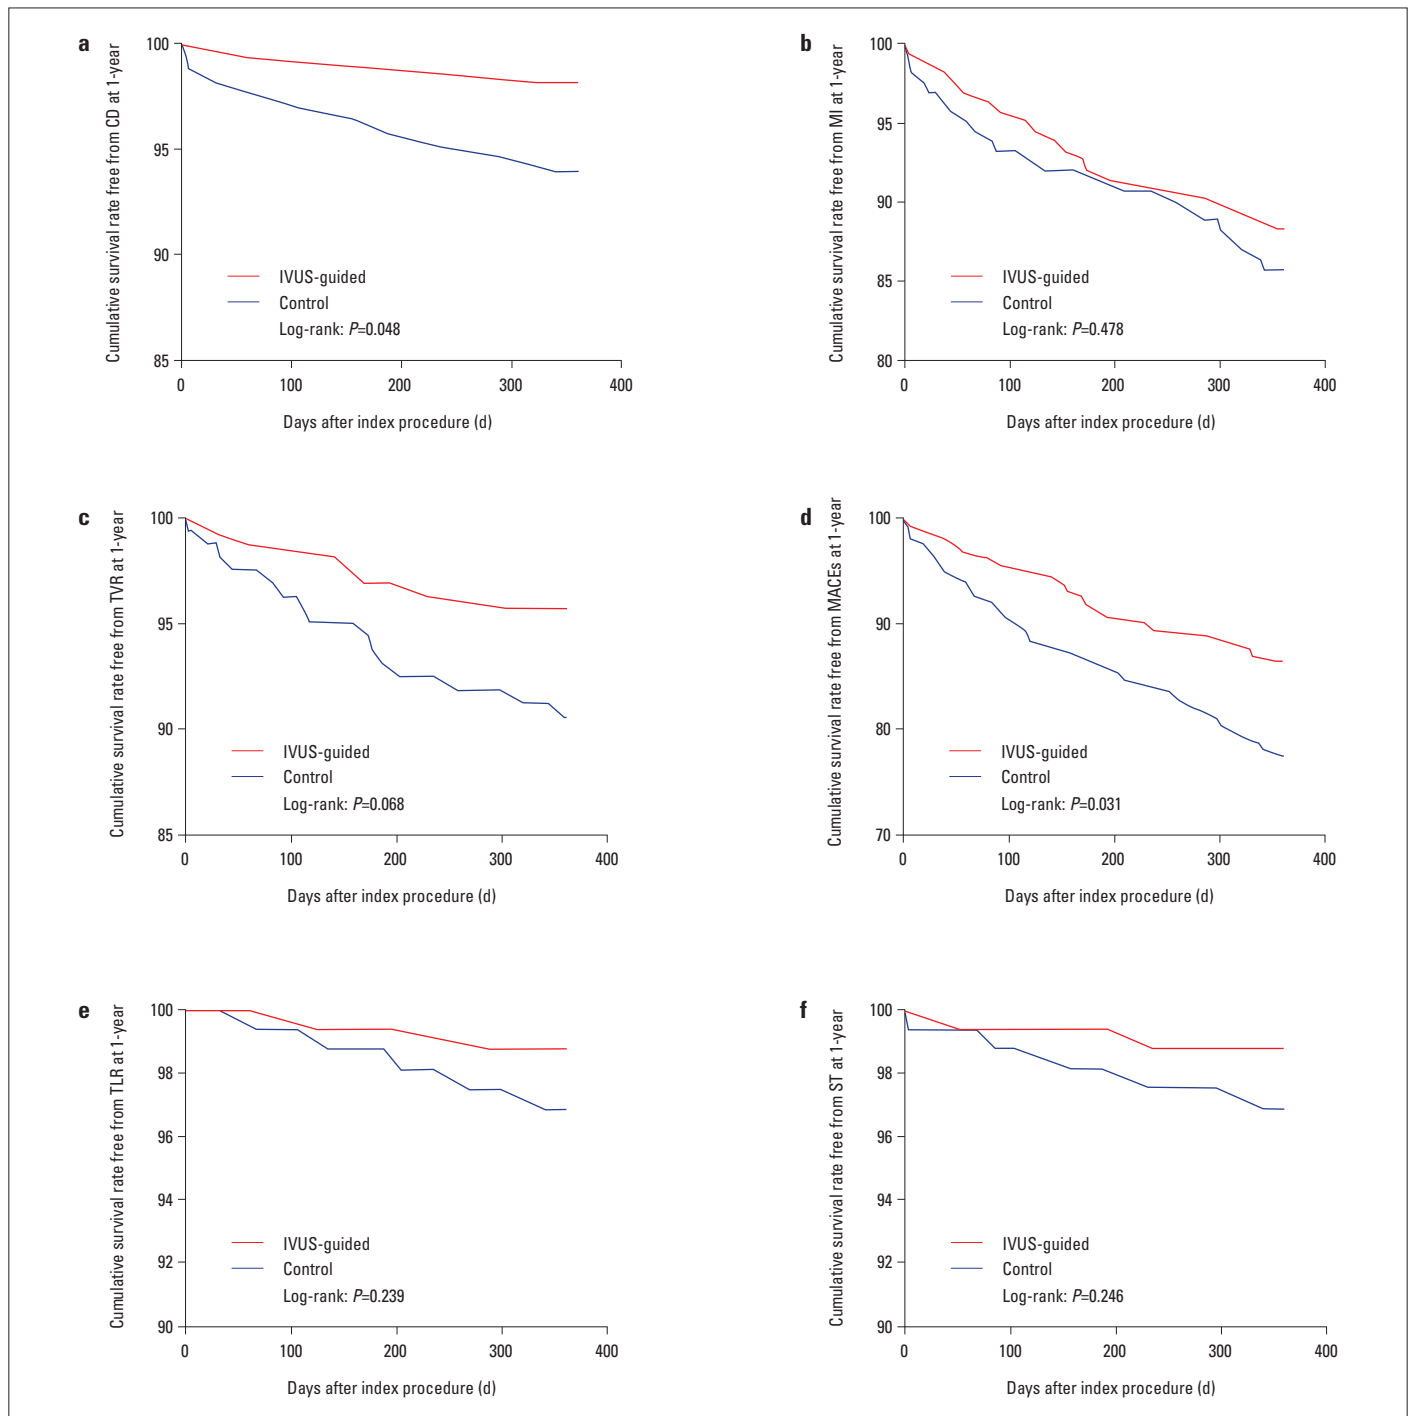 a
Cumulative survival rate free from CD at 1-year
100
95
90
85
IVUS-guided
Control
Log-rank: P=0.048
0 100 200 300 400
Days after index procedure (d)
b
Cumulative survival rate free from MI at 1-year
100
95
90
85
80
IVUS-guided
Control
Log-rank: P=0.478
0 100 200 300 400
Days after index procedure (d)
c
Cumulative survival rate free from TVR at 1-year
100
95
90
85
IVUS-guided
Control
Log-rank: P=0.068
0 100 200 300 400
Days after index procedure (d)
d
Cumulative survival rate free from MACEs at 1-year
100
90
80
70
IVUS-guided
Control
Log-rank: P=0.031
0 100 200 300 400
Days after index procedure (d)
e
Cumulative survival rate free from TLR at 1-year
100
98
96
94
92
90
IVUS-guided
Control
Log-rank: P=0.239
0 100 200 300 400
Days after index procedure (d)
f
Cumulative survival rate free from ST at 1-year
100
98
96
94
92
90
IVUS-guided
Control
Log-rank: P=0.246
0 100 200 300 400
Days after index procedure (d)